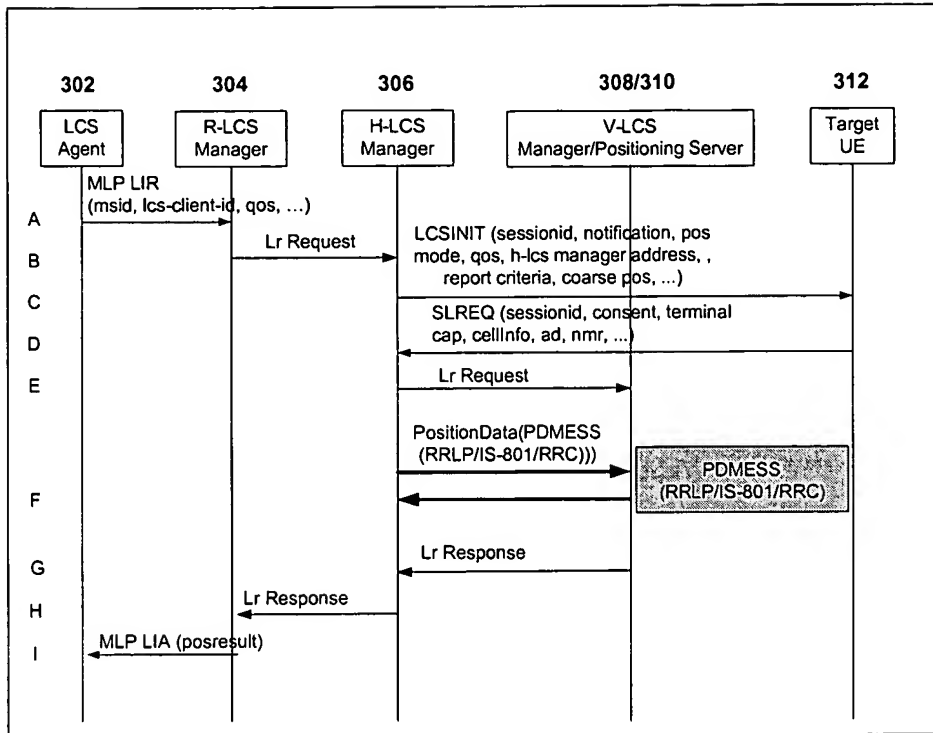 302 304 306 308/310 312
LCS Agent
R-LCS Manager
H-LCS Manager
V-LCS Manager/Positioning Server
Target UE
MLP LIR
(msid, lcs-client-id, qos, ...)
A
Lr Request
B
LCSINIT (sessionid, notification, pos
mode, qos, h-lcs manager address, ,
report criteria, coarse pos, ...)
C
SLREQ (sessionid, consent, terminal
cap, cellInfo, ad, nmr, ...)
D
E
Lr Request
PositionData(PDMESS
(RRLP/IS-801/RRC)))
PDMESS
(RRLP/IS-801/RRC)
F
Lr Response
G
Lr Response
H
MLP LIA (posresult)
I